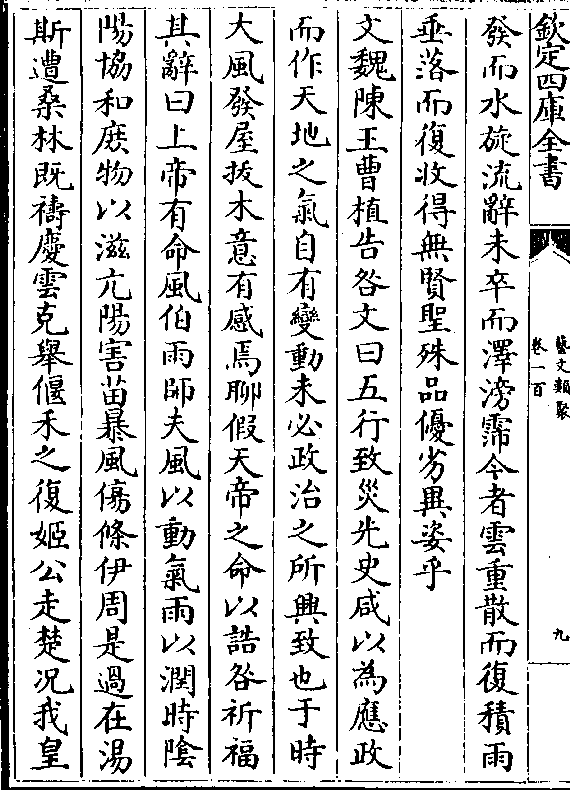 欽定四庫全書
藝文類聚
卷一百
九
發而水旋流辭未卒而澤滂霈今者雲重散而復積雨
垂落而復收得無賢聖殊品優劣異姿乎
文魏陳王曹植告咎文曰五行致災先史咸以為應政
而作天地之氣自有變動未必政治之所興致也于時
大風發屋拔木意有感焉聊假天帝之命以誥咎祈福
其辭曰上帝有命風伯雨師夫風以動氣雨以潤時陰
陽協和庶物以滋亢陽害苗暴風傷條伊周是過在湯
斯遭桑林既禱慶雲克舉偃禾之復姬公走楚况我皇